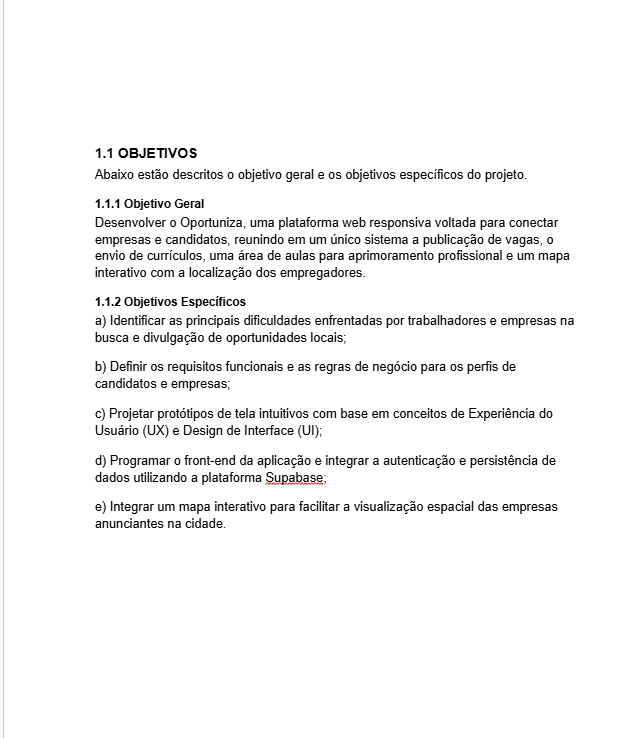 1.1 OBJETIVOS
Abaixo estão descritos o objetivo geral e os objetivos específicos do projeto.
1.1.1 Objetivo Geral
Desenvolver o Oportuniza, uma plataforma web responsiva voltada para conectar
empresas e candidatos, reunindo em um único sistema a publicação de vagas, o
envio de currículos, uma área de aulas para aprimoramento profissional e um mapa
interativo com a localização dos empregadores.
1.1.2 Objetivos Específicos
a) Identificar as principais dificuldades enfrentadas por trabalhadores e empresas na
busca e divulgação de oportunidades locais;
b) Definir os requisitos funcionais e as regras de negócio para os perfis de
candidatos e empresas;
c) Projetar protótipos de tela intuitivos com base em conceitos de Experiência do
Usuário (UX) e Design de Interface (UI);
d) Programar o front-end da aplicação e integrar a autenticação e persistência de
dados utilizando a plataforma Supabase;
e) Integrar um mapa interativo para facilitar a visualização espacial das empresas
anunciantes na cidade.